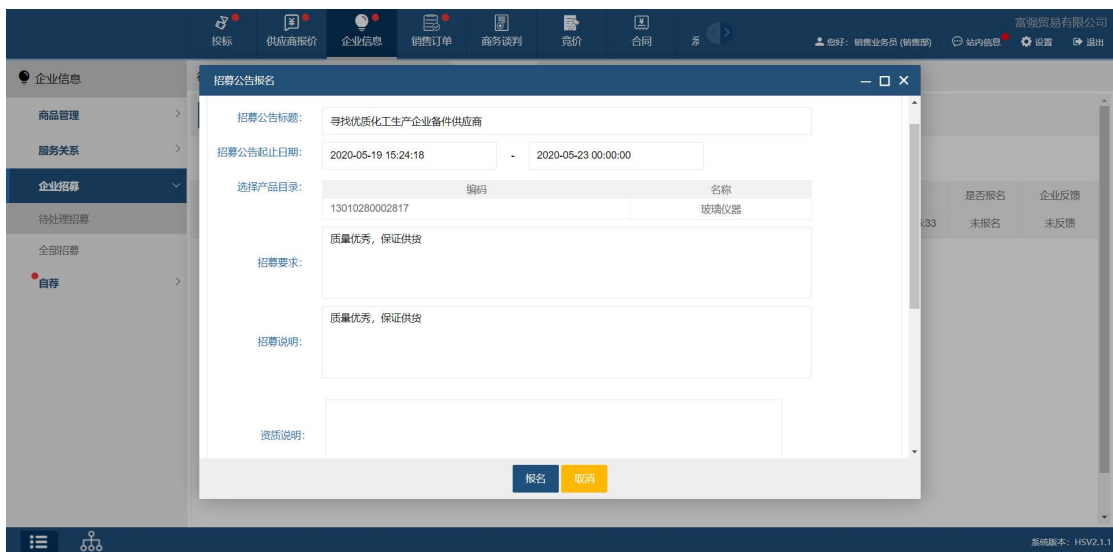 富强贸易有限公司
投标
供应商报价
企业信息
销售订单
商务谈判
竞价
合同
您好：销售业务员 (销售部)
站内信息
设置
退出
企业信息
商品管理
服务关系
企业招募
待处理招募
全部招募
自荐
招募公告报名
招募公告标题：
寻找优质化工生产企业备件供应商
招募公告起止日期：
2020-05-19 15:24:18 - 2020-05-23 00:00:00
选择产品目录：
编码 名称
13010280002817 玻璃仪器
招募要求：
质量优秀，保证供货
招募说明：
质量优秀，保证供货
资质说明：
报名 取消
是否报名 企业反馈
:33 未报名 未反馈
系统版本：HSV2.1.1